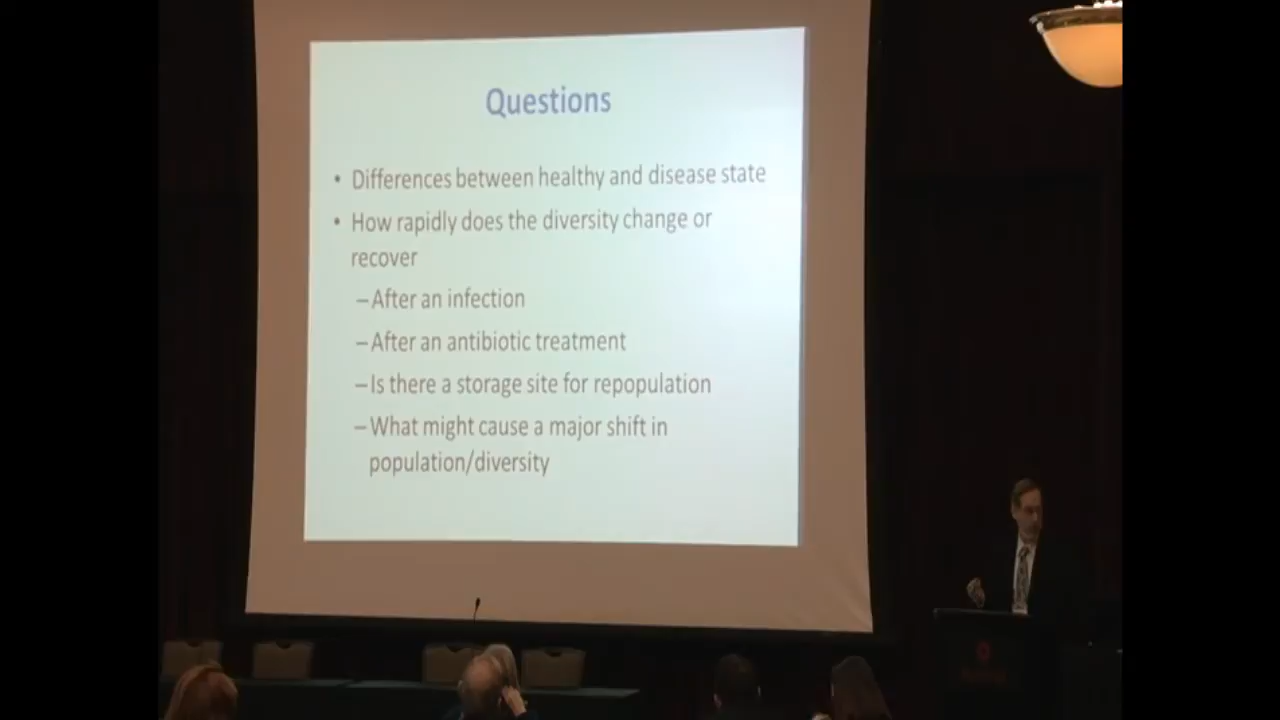 Questions
• Differences between healthy and disease state
• How rapidly does the diversity change or
recover
–After an infection
–After an antibiotic treatment
–Is there a storage site for repopulation
–What might cause a major shift in
population/diversity